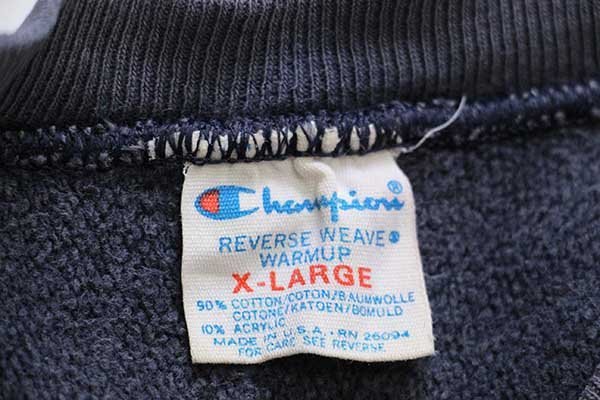 Champion®
REVERSE WEAVE®
WARMUP
X-LARGE
90% COTTON/COTON/BAUMWOLLE
COTONE/KATOEN/BOMULD
10% ACRYLIC
MADE IN U.S.A. - RN 26094
FOR CARE SEE REVERSE